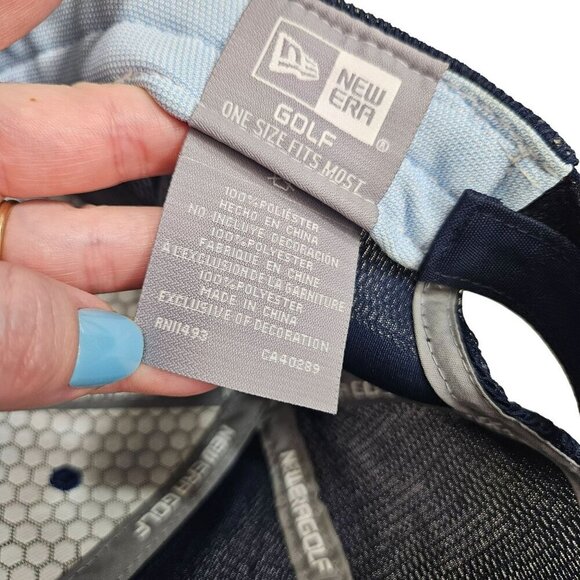 NEW
ERA®
GOLF
ONE SIZE FITS MOST
100%POLIÉSTER
HECHO EN CHINA
NO INCLUYE DECORACIÓN
100%POLYESTER
FABRIQUE EN CHINE
À L'EXCLUSION DE LA GARNITURE
100%POLYESTER
MADE IN CHINA
EXCLUSIVE OF DECORATION
RN11493 CA40289
NEW ERA GOLF
NEW ERA GOLF